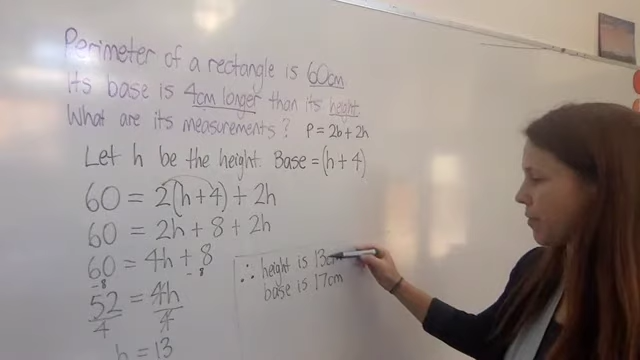 Perimeter of a rectangle is 60cm
Its base is 4cm longer than its height.
What are its measurements? P = 2b + 2h
Let h be the height. Base = (h + 4)
60 = 2(h + 4) + 2h
60 = 2h + 8 + 2h
60 = 4h + 8
-8 -8
52 = 4h
4 4
h = 13
∴ height is 13cm
base is 17cm